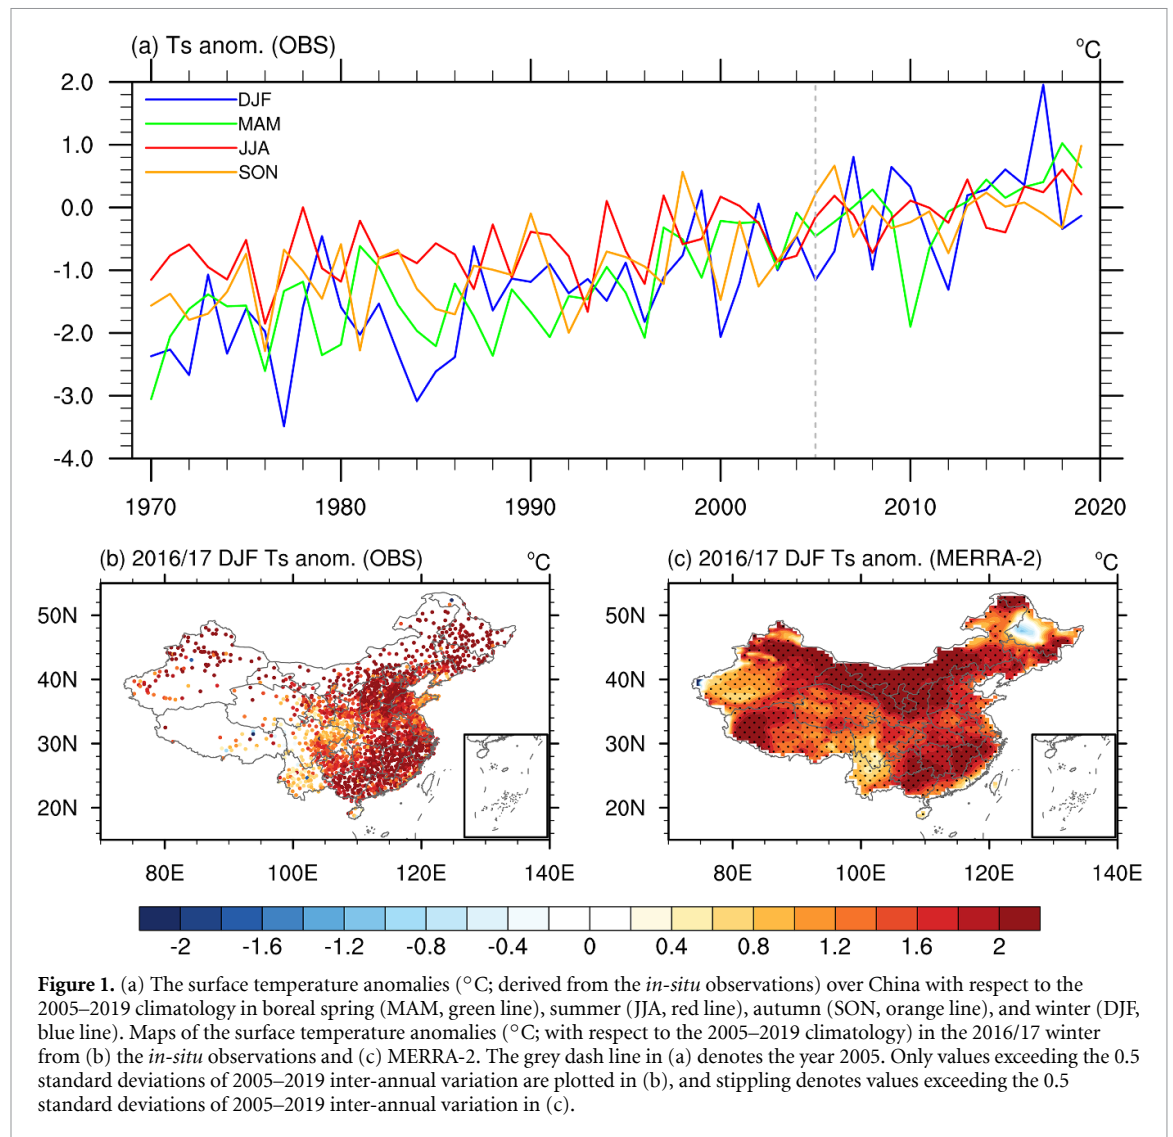 (a) Ts anom. (OBS)
ºC
2.0
1.0
0.0
-1.0
-2.0
-3.0
-4.0
DJF
MAM
JJA
SON
1970 1980 1990 2000 2010 2020
(b) 2016/17 DJF Ts anom. (OBS)
ºC
50N
40N
30N
20N
80E 100E 120E 140E
(c) 2016/17 DJF Ts anom. (MERRA-2)
ºC
50N
40N
30N
20N
80E 100E 120E 140E
-2 -1.6 -1.2 -0.8 -0.4 0 0.4 0.8 1.2 1.6 2
Figure 1. (a) The surface temperature anomalies (°C; derived from the in-situ observations) over China with respect to the
2005–2019 climatology in boreal spring (MAM, green line), summer (JJA, red line), autumn (SON, orange line), and winter (DJF,
blue line). Maps of the surface temperature anomalies (°C; with respect to the 2005–2019 climatology) in the 2016/17 winter
from (b) the in-situ observations and (c) MERRA-2. The grey dash line in (a) denotes the year 2005. Only values exceeding the 0.5
standard deviations of 2005–2019 inter-annual variation are plotted in (b), and stippling denotes values exceeding the 0.5
standard deviations of 2005–2019 inter-annual variation in (c).